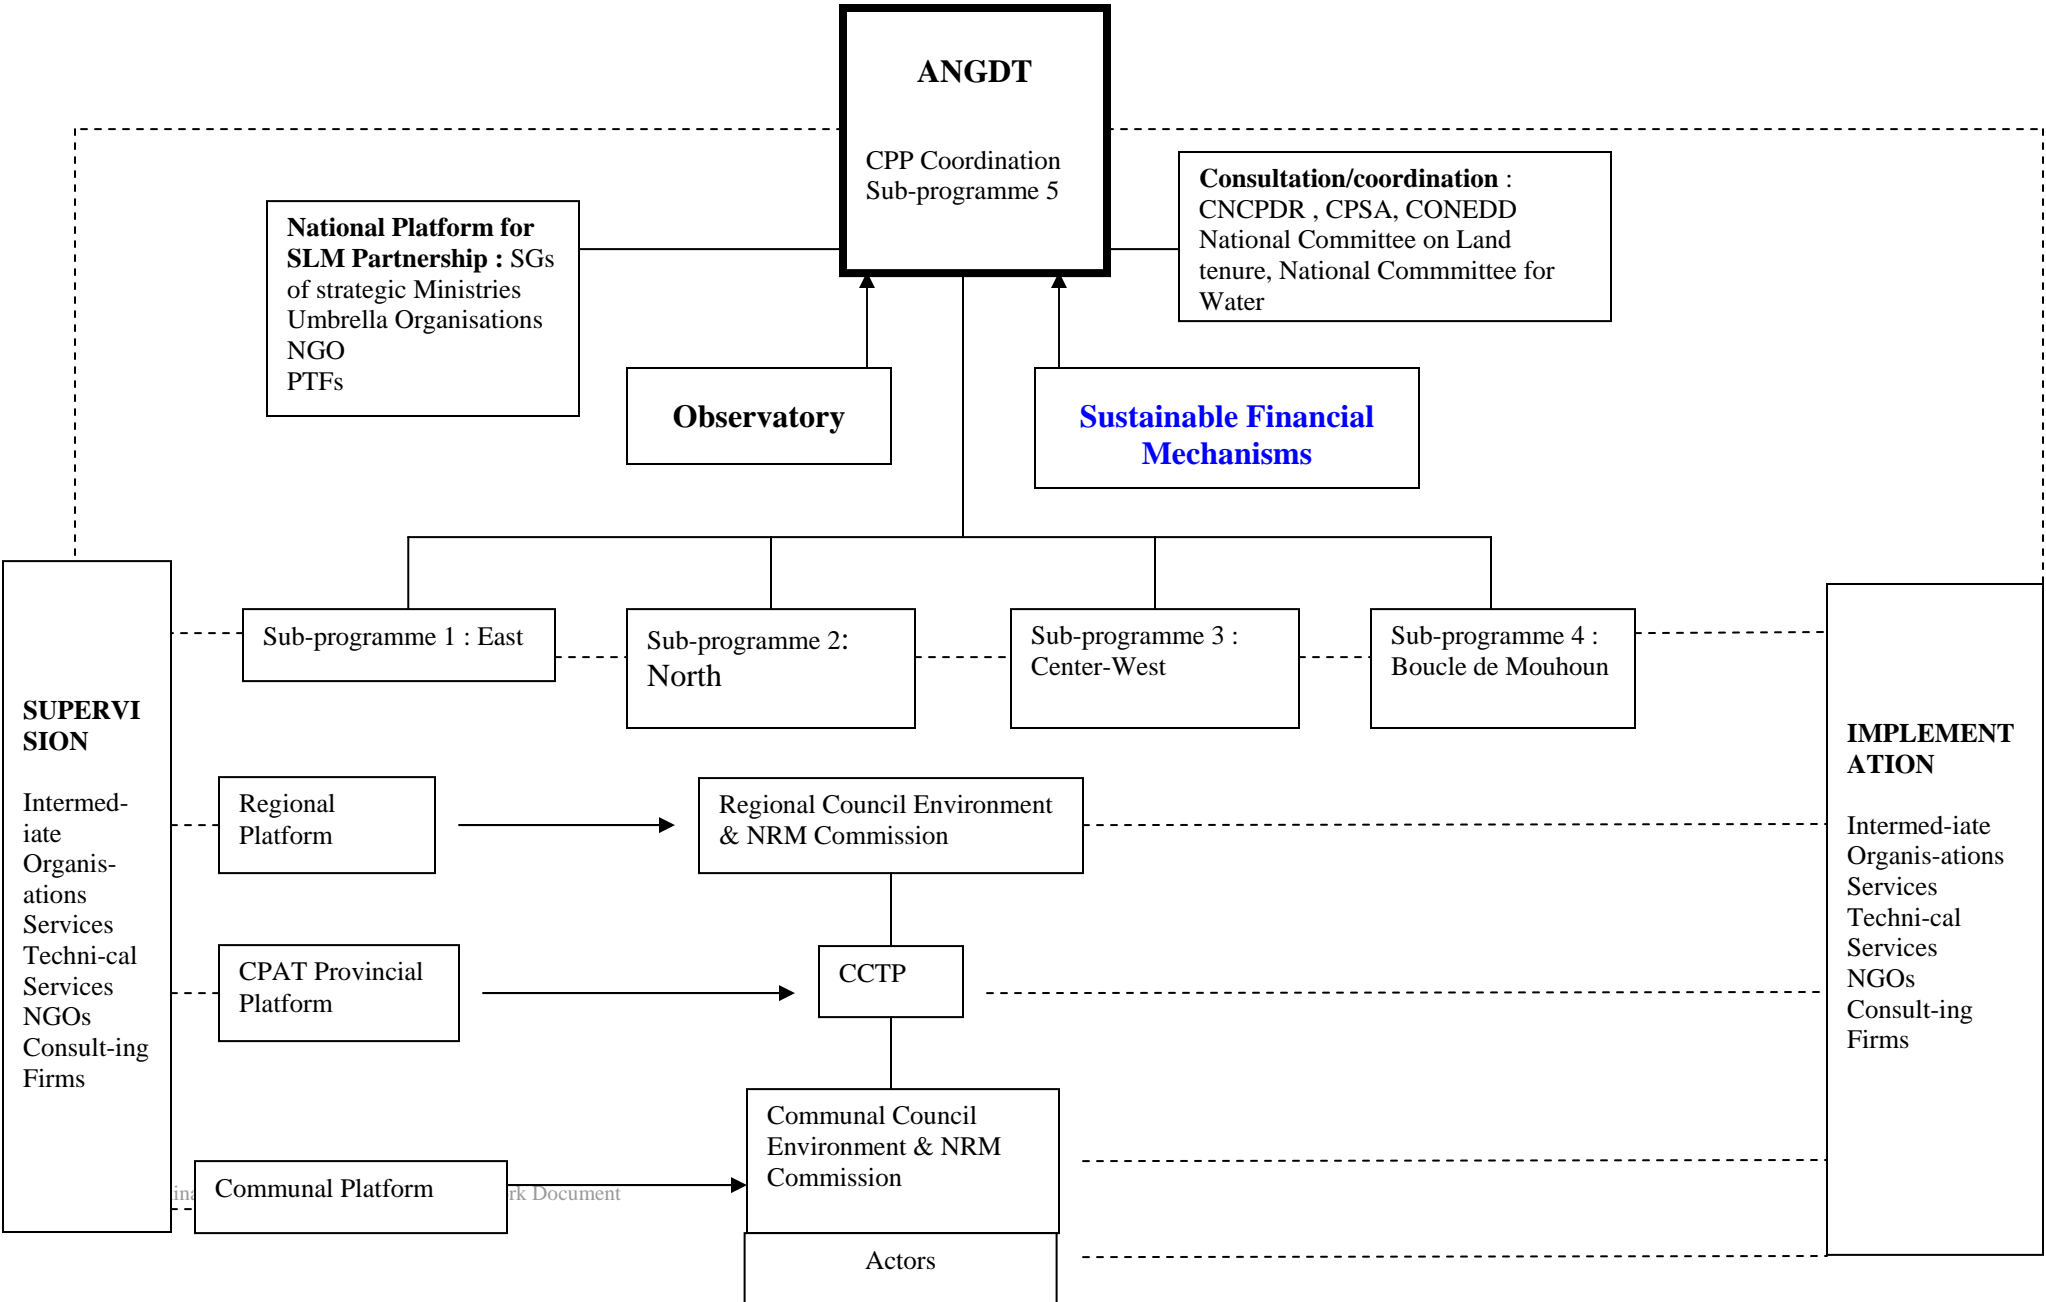 ANGDT
CPP Coordination
Sub-programme 5
National Platform for
SLM Partnership : SGs
of strategic Ministries
Umbrella Organisations
NGO
PTFs
Consultation/coordination :
CNCPDR , CPSA, CONEDD
National Committee on Land
tenure, National Commmittee for
Water
Observatory
Sustainable Financial
Mechanisms
Sub-programme 1 : East
Sub-programme 2:
North
Sub-programme 3 :
Center-West
Sub-programme 4 :
Boucle de Mouhoun
SUPERVI
SION
Intermed-
iate
Organis-
ations
Services
Techni-cal
Services
NGOs
Consult-ing
Firms
Regional
Platform
Regional Council Environment
& NRM Commission
CPAT Provincial
Platform
CCTP
Communal Platform
Communal Council
Environment & NRM
Commission
Actors
IMPLEMENT
ATION
Intermed-iate
Organis-ations
Services
Techni-cal
Services
NGOs
Consult-ing
Firms
Document